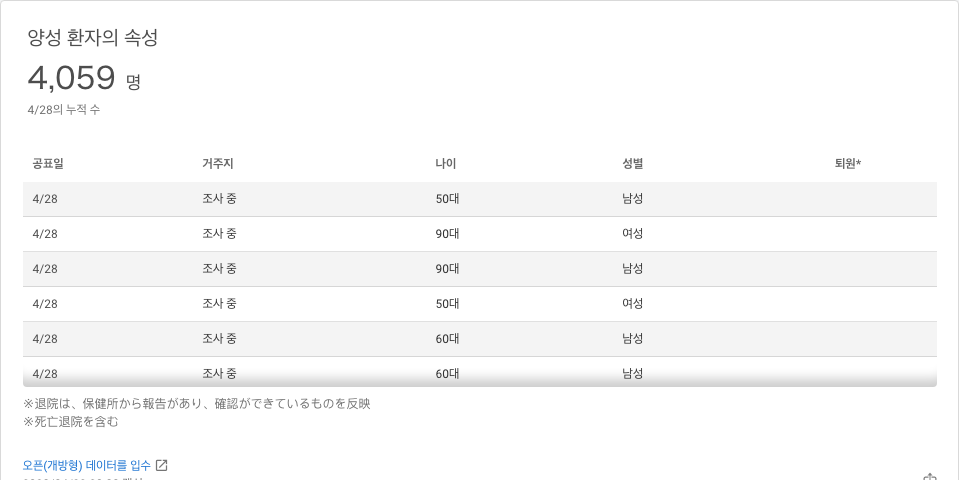 양성 환자의 속성
4,059 명
4/28의 누적 수
공표일 거주지 나이 성별 퇴원*
4/28 조사 중 50대 남성
4/28 조사 중 90대 여성
4/28 조사 중 90대 남성
4/28 조사 중 50대 여성
4/28 조사 중 60대 남성
4/28 조사 중 60대 남성
※退院は、保健所から報告があり、確認ができているものを反映
※死亡退院を含む
오픈(개방형) 데이터를 입수